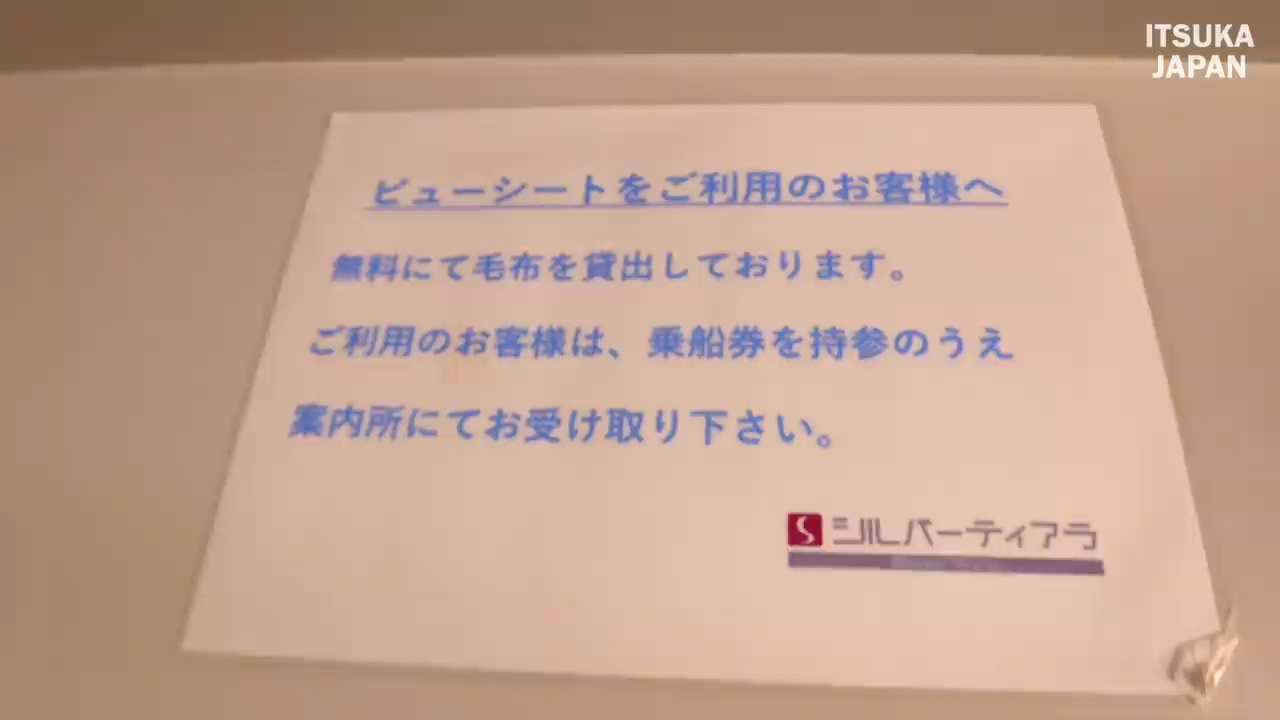 ITSUKA
JAPAN
ビューシートをご利用のお客様へ
無料にて毛布を貸出しております。
ご利用のお客様は、乗船券を持参のうえ
案内所にてお受け取り下さい。
シルバーティアラ